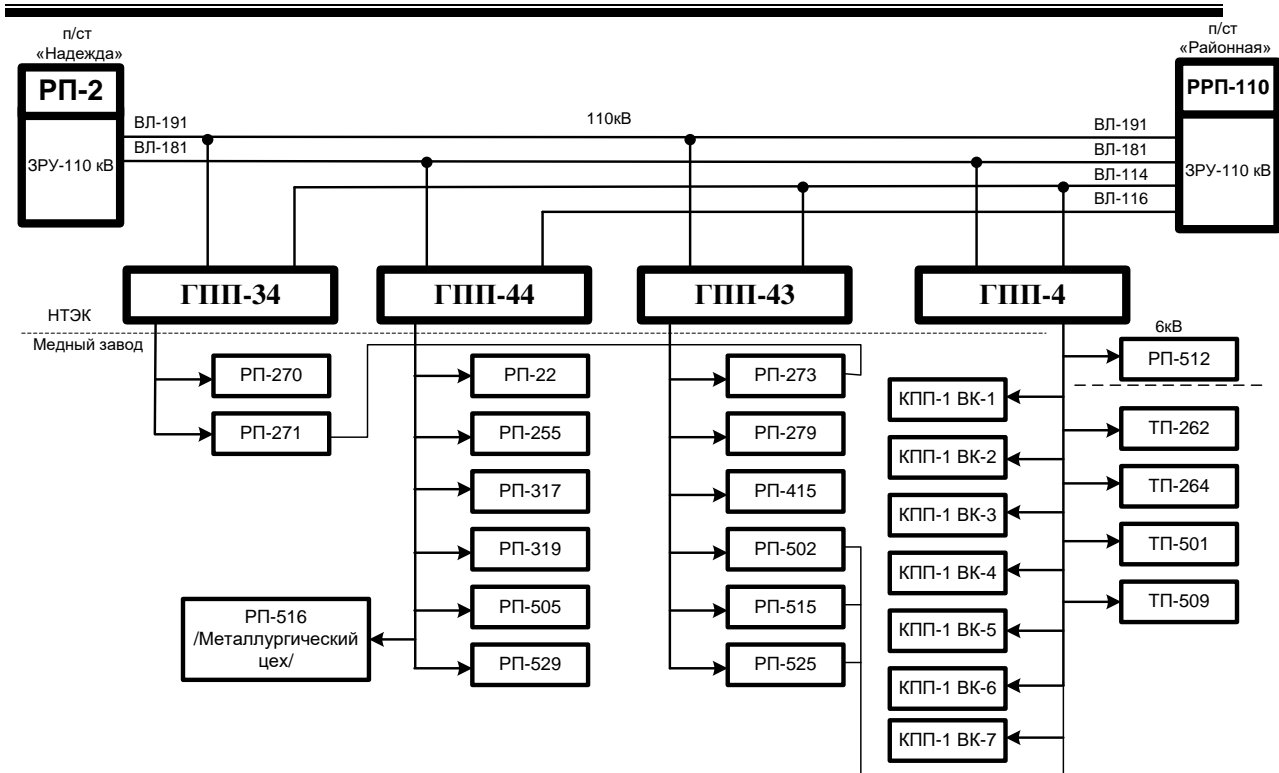 п/ст
«Надежда»
п/ст
«Районная»
РП-2
РРП-110
ВЛ-191
110кВ
ВЛ-191
ВЛ-181
ВЛ-181
ЗРУ-110 кВ
ЗРУ-110 кВ
ВЛ-114
ВЛ-116
ГПП-34
ГПП-44
ГПП-43
ГПП-4
НТЭК
Медный завод
6кВ
РП-270
РП-271
РП-22
РП-255
РП-317
РП-319
РП-505
РП-529
РП-516
/Металлургический
цех/
РП-273
РП-279
РП-415
РП-502
РП-515
РП-525
КПП-1 ВК-1
КПП-1 ВК-2
КПП-1 ВК-3
КПП-1 ВК-4
КПП-1 ВК-5
КПП-1 ВК-6
КПП-1 ВК-7
РП-512
ТП-262
ТП-264
ТП-501
ТП-509